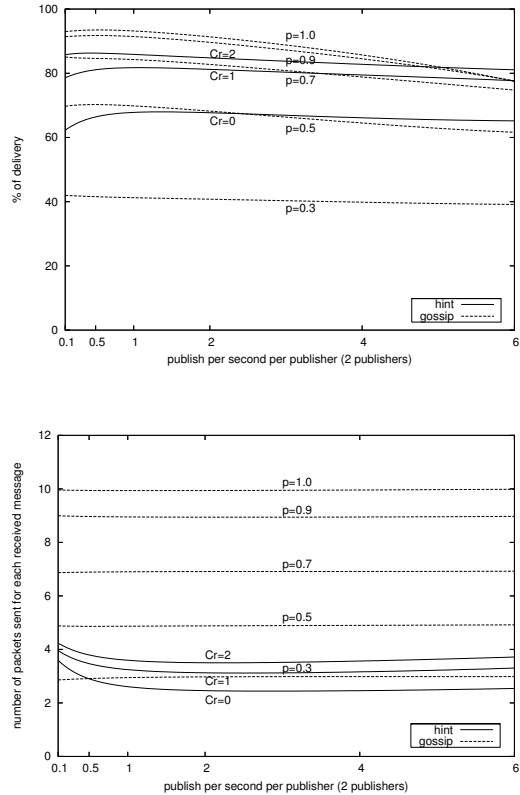 100
80
60
40
20
0
% of delivery
p=1.0
Cr=2
p=0.9
Cr=1
p=0.7
Cr=0
p=0.5
p=0.3
hint
gossip
0.1 0.5 1 2 4 6
publish per second per publisher (2 publishers)
12
10
8
6
4
2
0
number of packets sent for each received message
p=1.0
p=0.9
p=0.7
p=0.5
Cr=2
p=0.3
Cr=1
Cr=0
hint
gossip
0.1 0.5 1 2 4 6
publish per second per publisher (2 publishers)